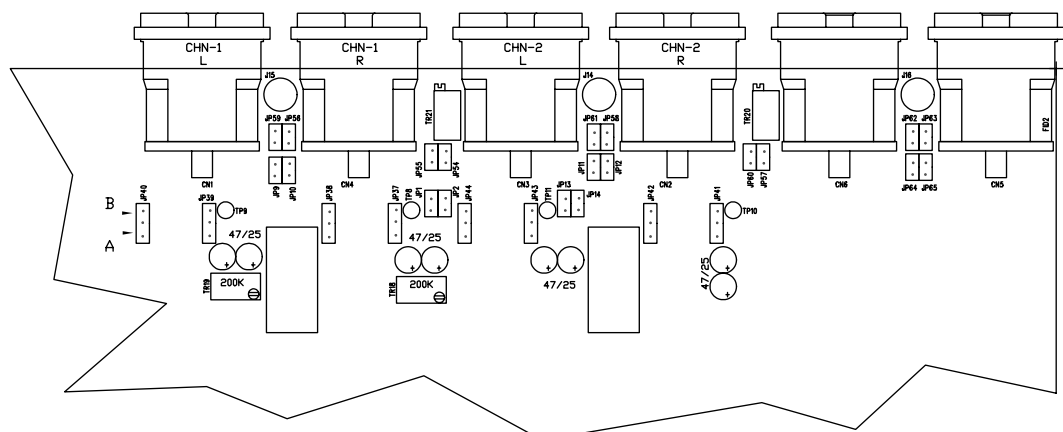 CHN-1
L
CHN-1
R
CHN-2
L
CHN-2
R
J15
J14
J16
TR21
TR20
FID2
JP59 JP56
JP61 JP58
JP62 JP63
JP55
JP54
JP9
JP10
JP11
JP12
JP60
JP57
JP64 JP65
CN1
CN4
CN3
CN2
CN6
CN5
B
A
JP40
JP39
TP9
JP38
JP37
TP8
JP1
JP2
JP44
JP43
TP11
JP13
JP14
JP42
JP41
TP10
47/25
47/25
47/25
47/25
TR19
200K
TR18
200K